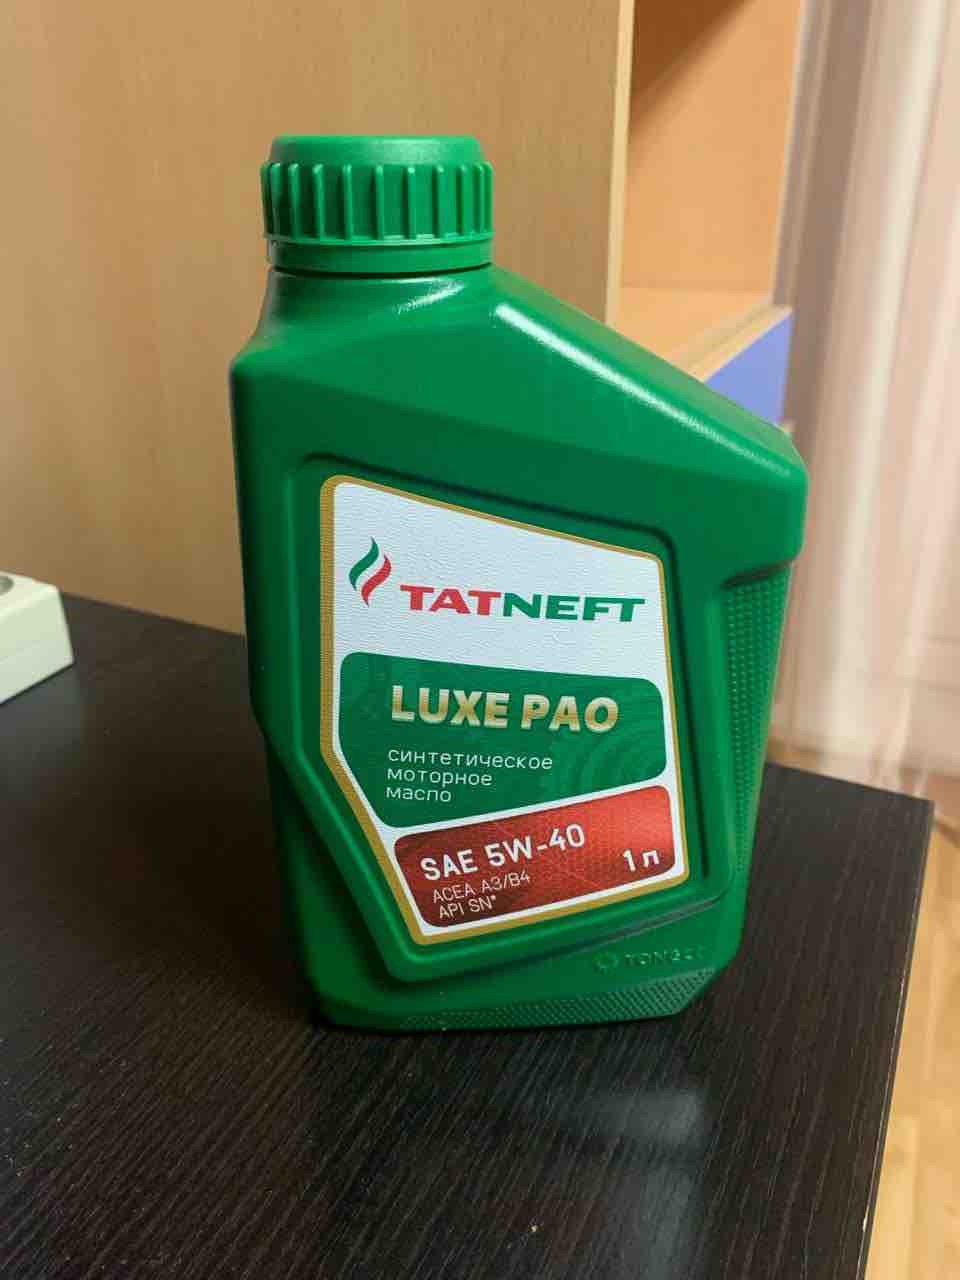 TATNEFT
LUXE PAO
синтетическое
моторное
масло
SAE 5W-40
ACEA A3/B4
API SN*
1 л